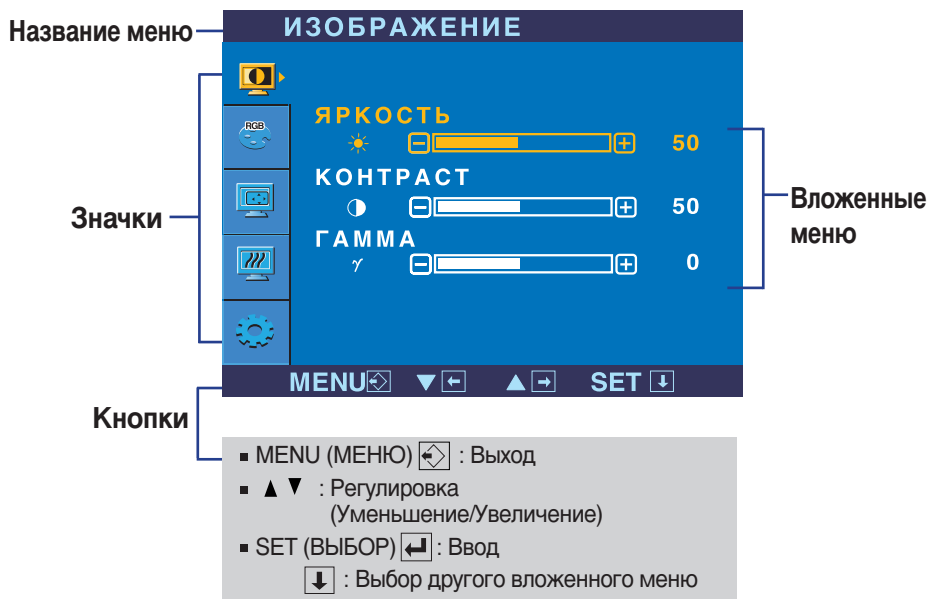 Название меню
ИЗОБРАЖЕНИЕ
RGB
ЯРКОСТЬ
50
КОНТРАСТ
50
ГАММА
γ
0
Значки
Вложенные
меню
MENU ▼ ▲ SET
Кнопки
▪ MENU (МЕНЮ) : Выход
▪ ▲ ▼ : Регулировка
(Уменьшение/Увеличение)
▪ SET (ВЫБОР) : Ввод
: Выбор другого вложенного меню